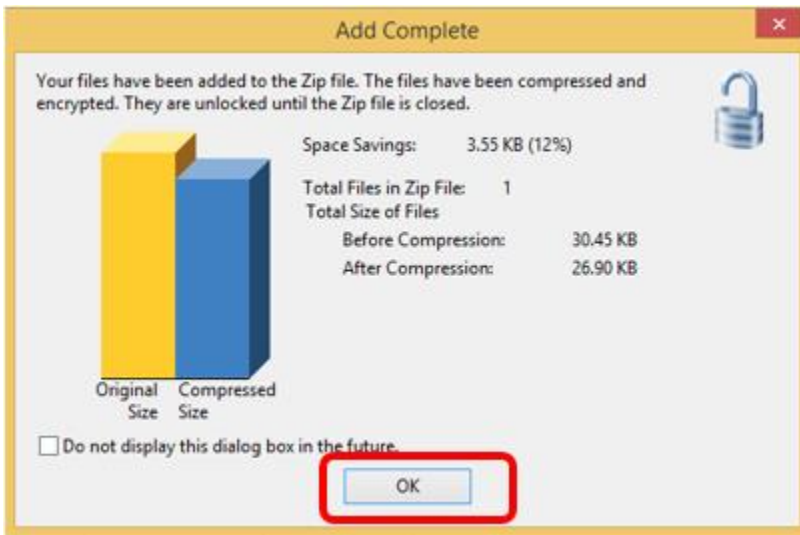 Add Complete
Your files have been added to the Zip file. The files have been compressed and
encrypted. They are unlocked until the Zip file is closed.
Space Savings: 3.55 KB (12%)
Total Files in Zip File: 1
Total Size of Files
Before Compression: 30.45 KB
After Compression: 26.90 KB
Original Compressed
Size Size
Do not display this dialog box in the future.
OK